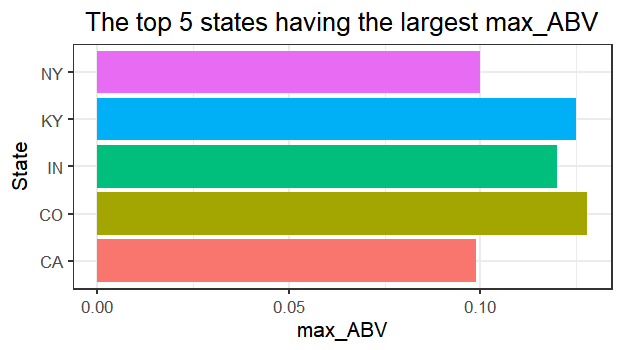 The top 5 states having the largest max_ABV
State
NY
KY
IN
CO
CA
0.00 0.05 0.10
max_ABV